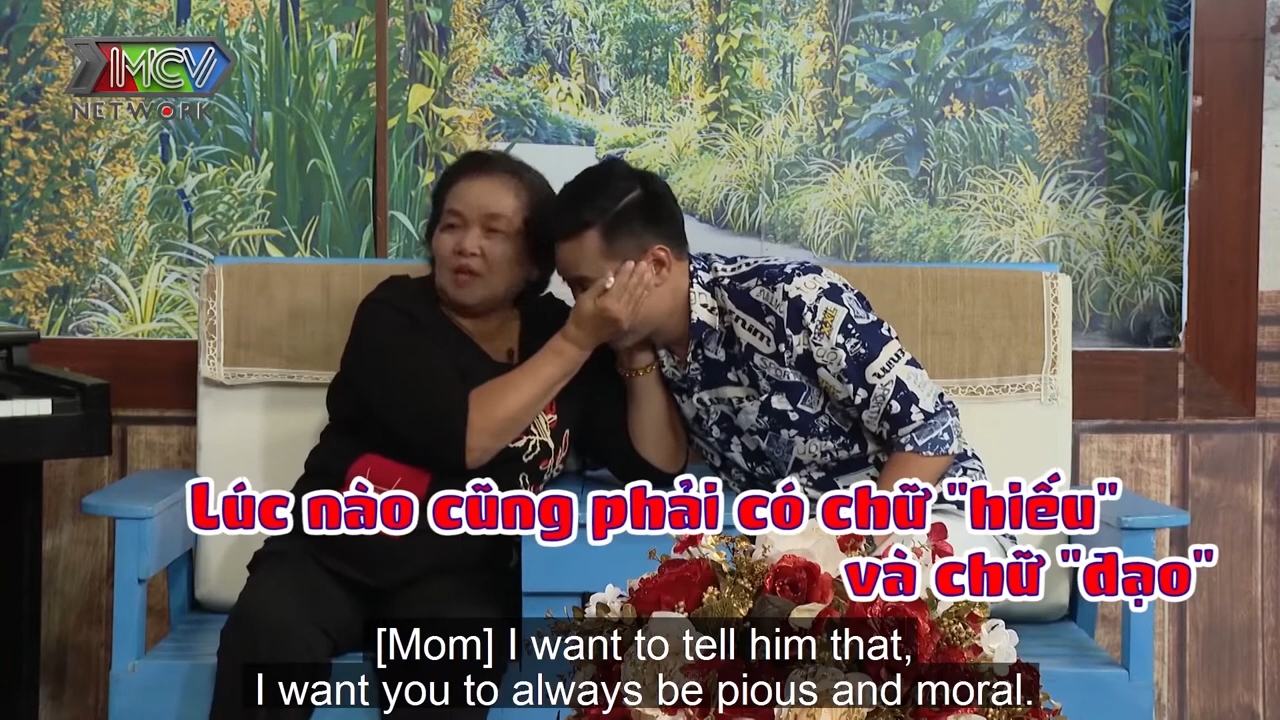 MCV
NETWORK
Lúc nào cũng phải có chữ "hiếu"
và chữ "đạo"
[Mom] I want to tell him that,
I want you to always be pious and moral.